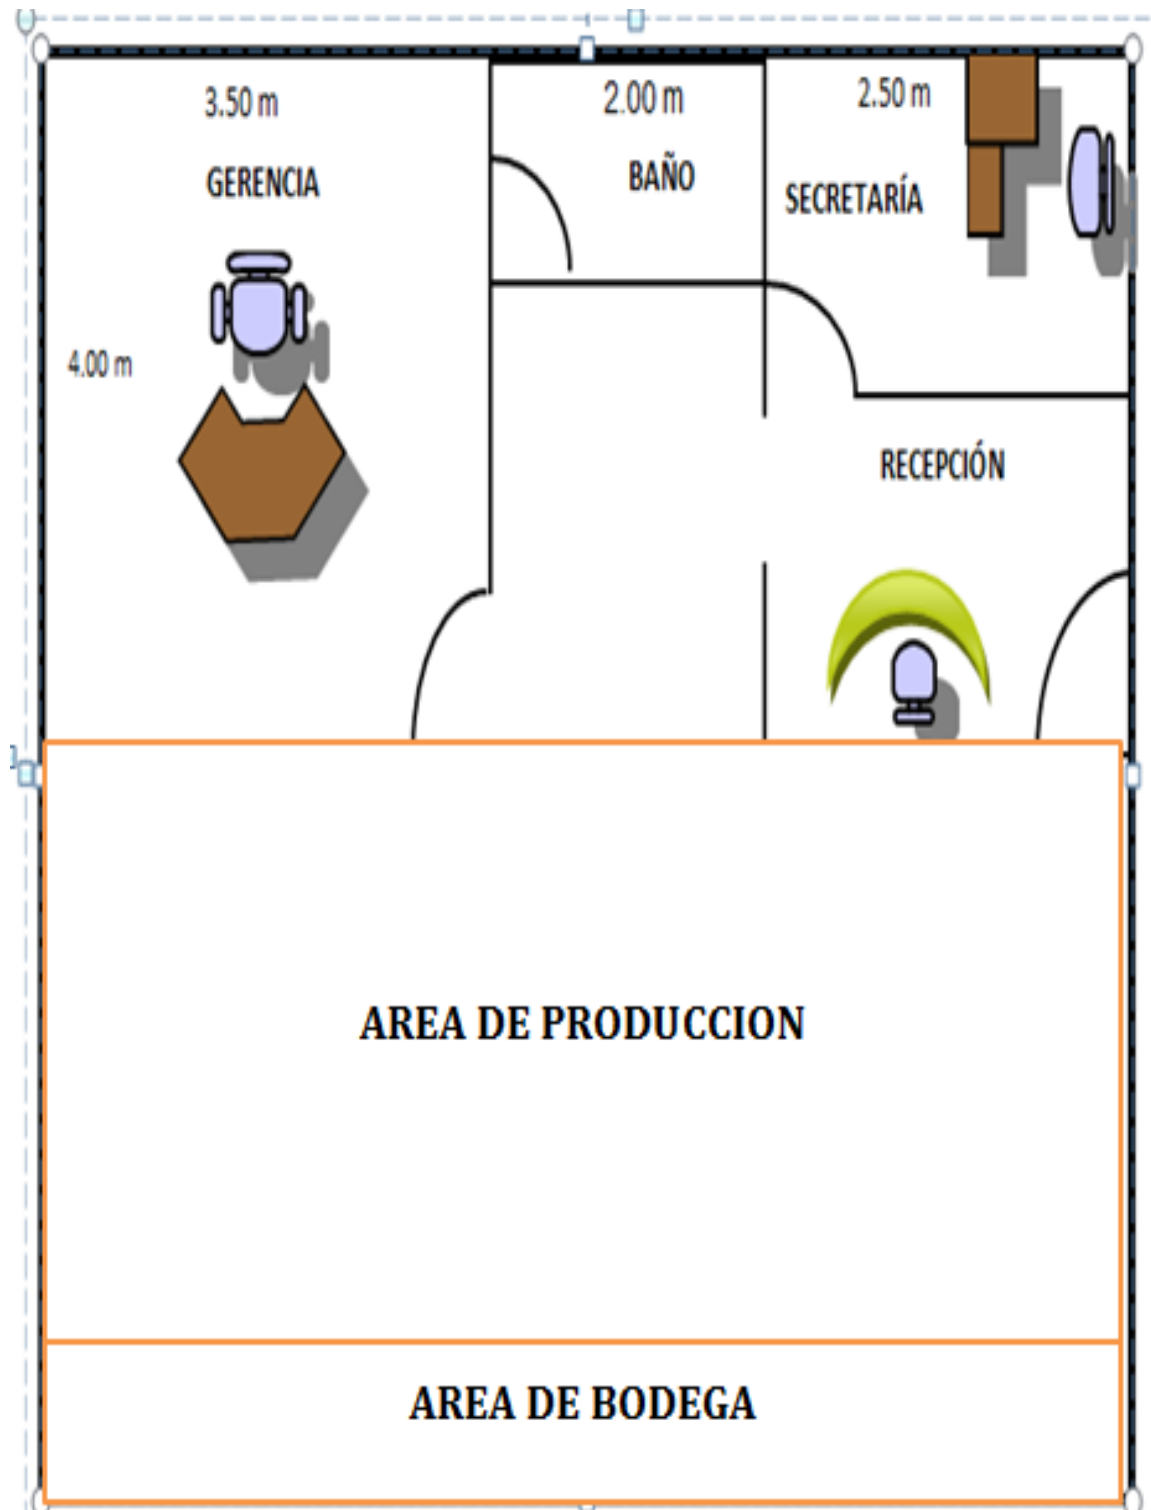 3.50 m
2.00 m
2.50 m
GERENCIA
BAÑO
SECRETARÍA
4.00 m
RECEPCIÓN
AREA DE PRODUCCION
AREA DE BODEGA